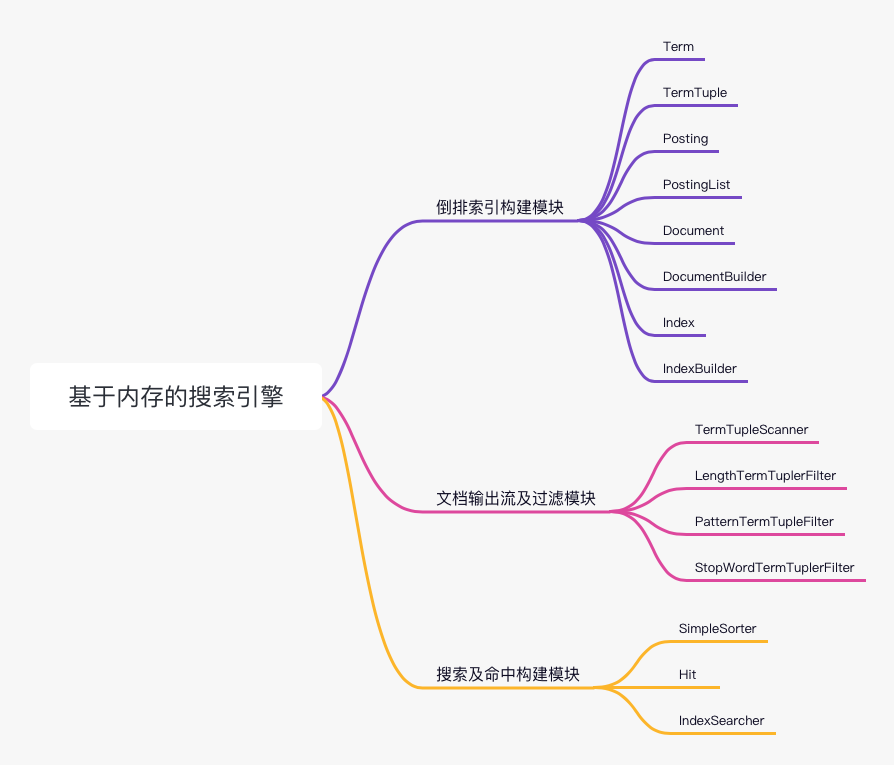 基于内存的搜索引擎
倒排索引构建模块
Term
TermTuple
Posting
PostingList
Document
DocumentBuilder
Index
IndexBuilder
文档输出流及过滤模块
TermTupleScanner
LengthTermTuplerFilter
PatternTermTupleFilter
StopWordTermTuplerFilter
搜索及命中构建模块
SimpleSorter
Hit
IndexSearcher